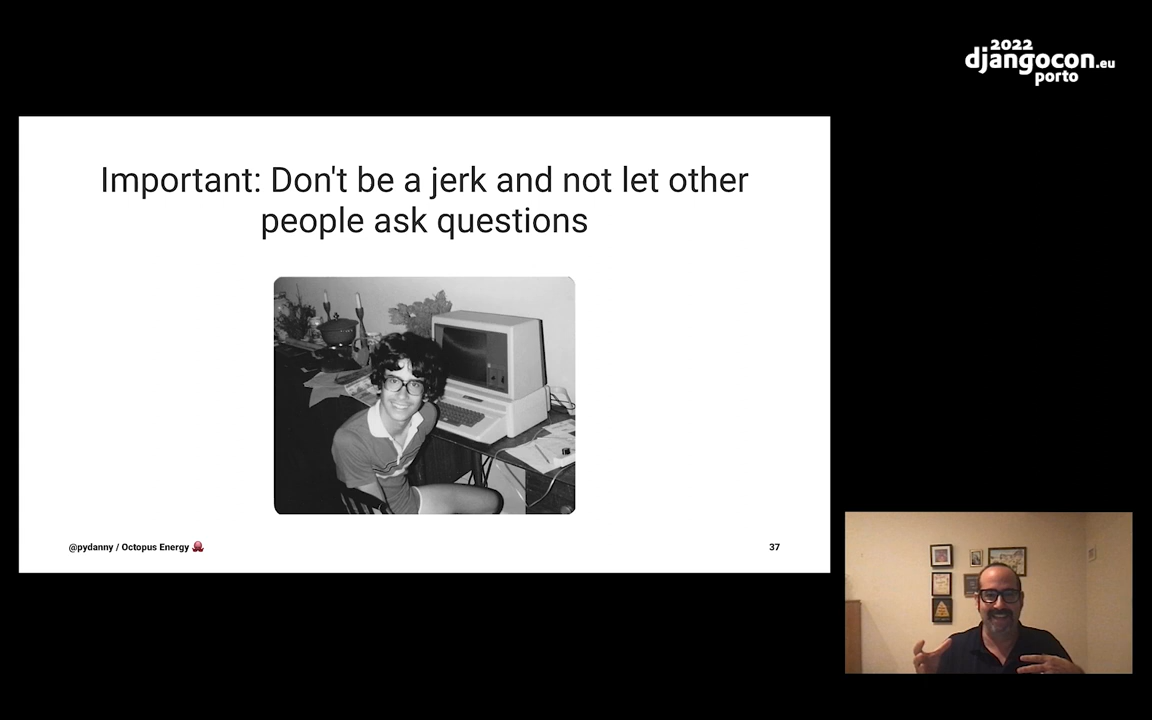 2022
djangocon.eu
porto
Important: Don't be a jerk and not let other
people ask questions
@pydanny / Octopus Energy
37